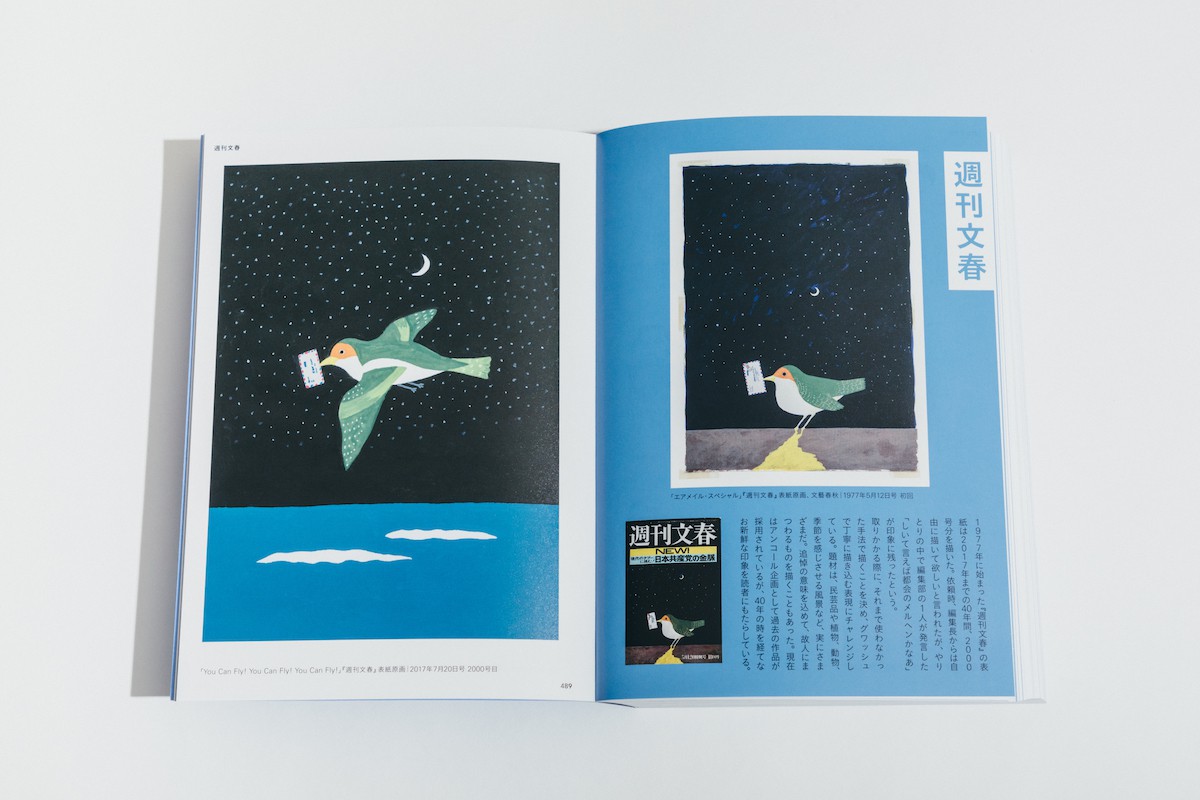 週刊文春
「エアメイル・スペシャル」『週刊文春』表紙原画、文藝春秋|1977年5月12日号 初回
1977年に始まった『週刊文春』の表
紙は2017年までの40年間、2000
号分を描いた。依頼時、編集長からは自
由に描いて欲しいと言われたが、やり
とりの中で編集部の1人が発言した
「しいて言えば都会のメルヘンかなあ」
が印象に残ったという。
取りかかる際に、それまで使わなかっ
た手法で描くことを決め、グワッシュ
で丁寧に描き込む表現にチャレンジし
ている。題材は、民芸品や植物、動物、
季節を感じさせる風景など、実にさま
ざまだ。追悼の意味を込めて、故人にま
つわるものを描くこともあった。現在
はアンコール企画として過去の作品が
採用されているが、40年の時を経てな
お新鮮な印象を読者にもたらしている。
週刊文春
NEW!
日本共産党の金脈
週刊文春
「You Can Fly! You Can Fly! You Can Fly!」『週刊文春』表紙原画|2017年7月20日号 2000号目
489